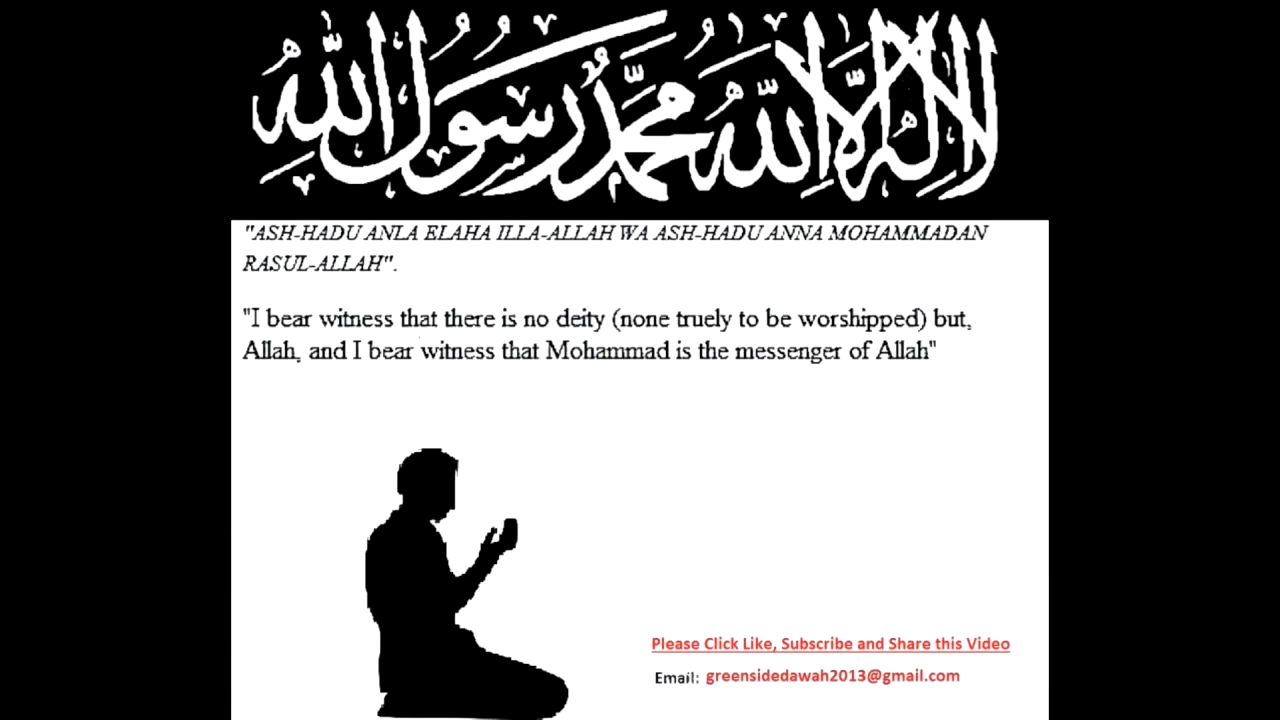 لا إله إلا الله محمد رسول الله
"ASH-HADU ANLA ELAHA ILLA-ALLAH WA ASH-HADU ANNA MOHAMMADAN
RASUL-ALLAH".
"I bear witness that there is no deity (none truely to be worshipped) but,
Allah, and I bear witness that Mohammad is the messenger of Allah"
Please Click Like, Subscribe and Share this Video
Email: greensidedawah2013@gmail.com